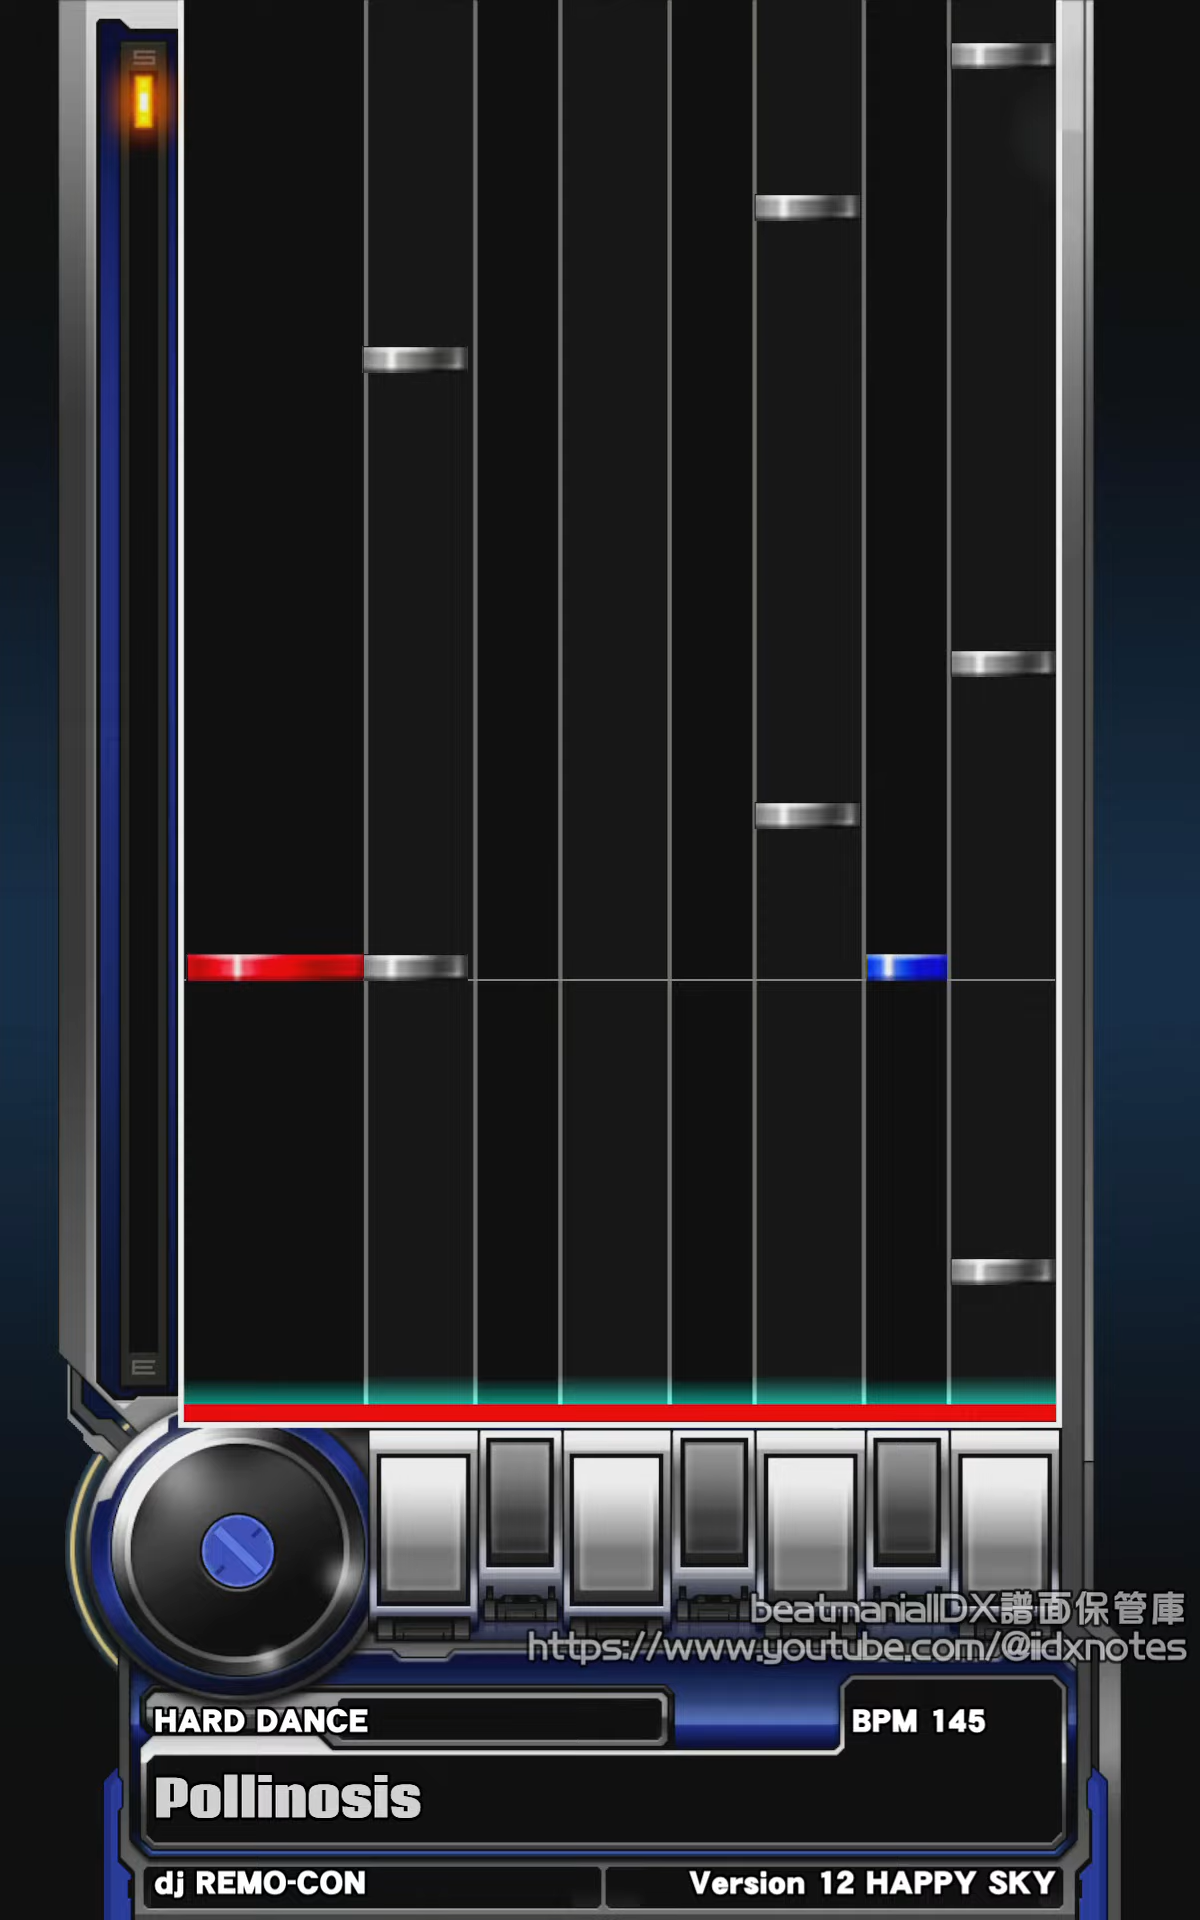 S
E
beatmaniaIIDX譜面保管庫
https://www.youtube.com/@iidxnotes
HARD DANCE
BPM 145
Pollinosis
dj REMO-CON
Version 12 HAPPY SKY